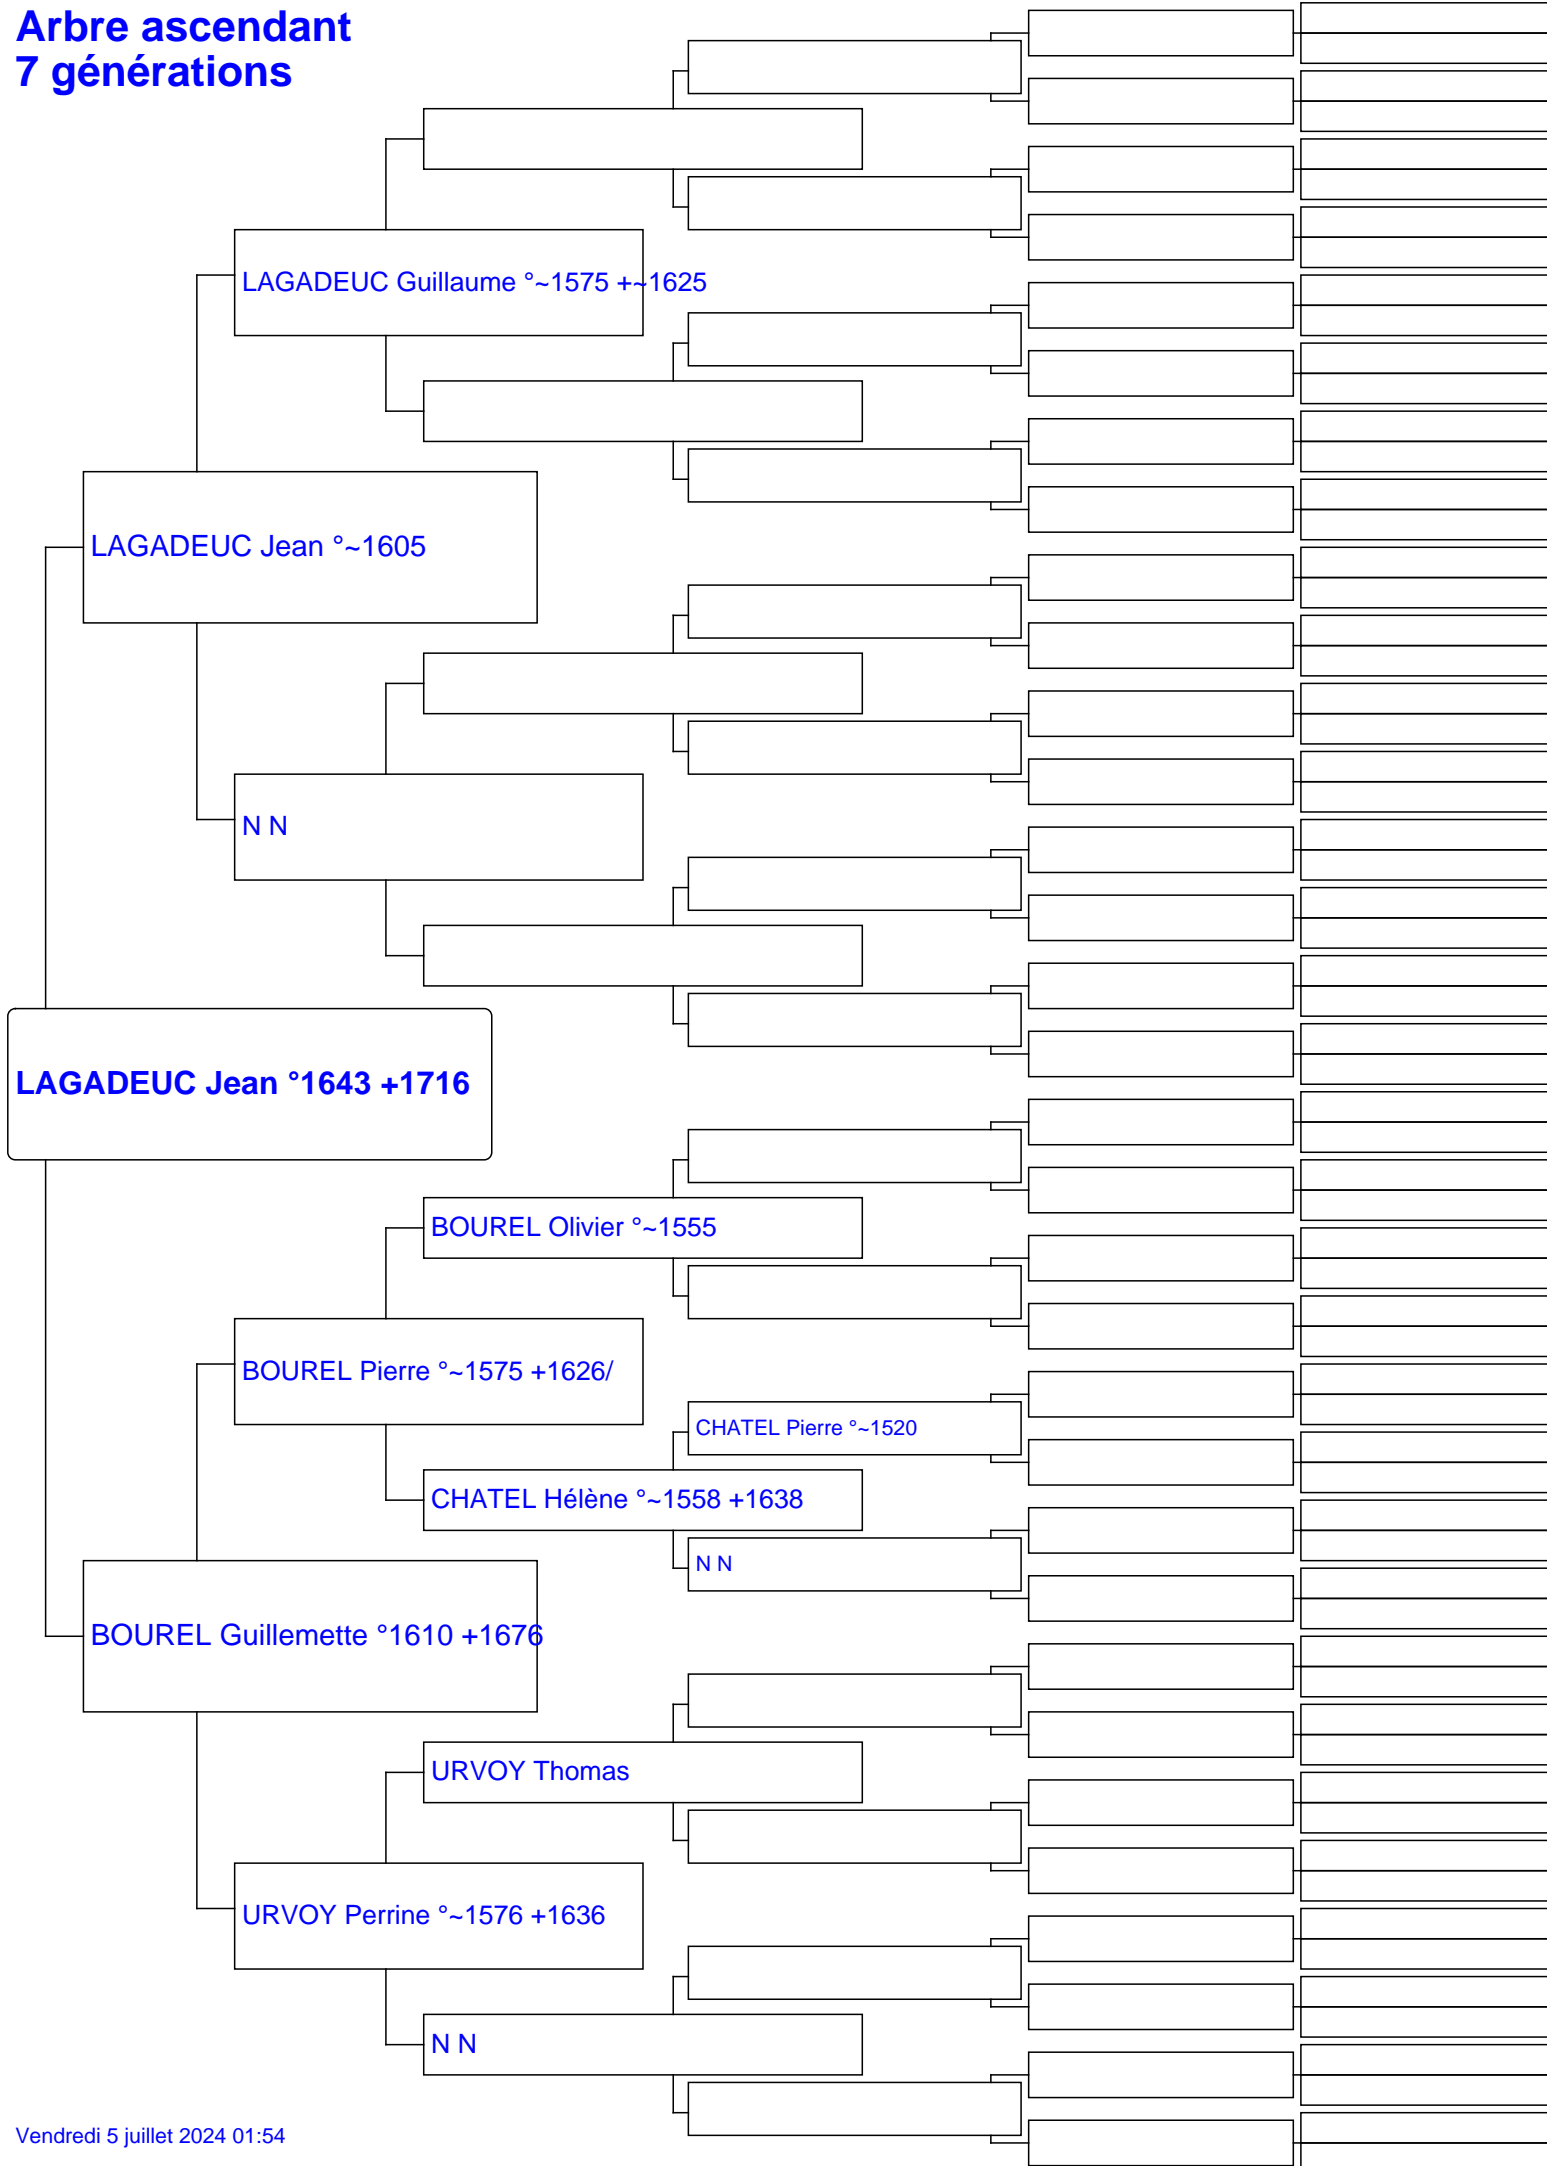 Arbre ascendant
7 générations
LAGADEUC Guillaume °~1575 +~1625
LAGADEUC Jean °~1605
N N
LAGADEUC Jean °1643 +1716
BOUREL Olivier °~1555
BOUREL Pierre °~1575 +1626/
CHATEL Pierre °~1520
CHATEL Hélène °~1558 +1638
N N
BOUREL Guillemette °1610 +1676
URVOY Thomas
URVOY Perrine °~1576 +1636
N N
Vendredi 5 juillet 2024 01:54